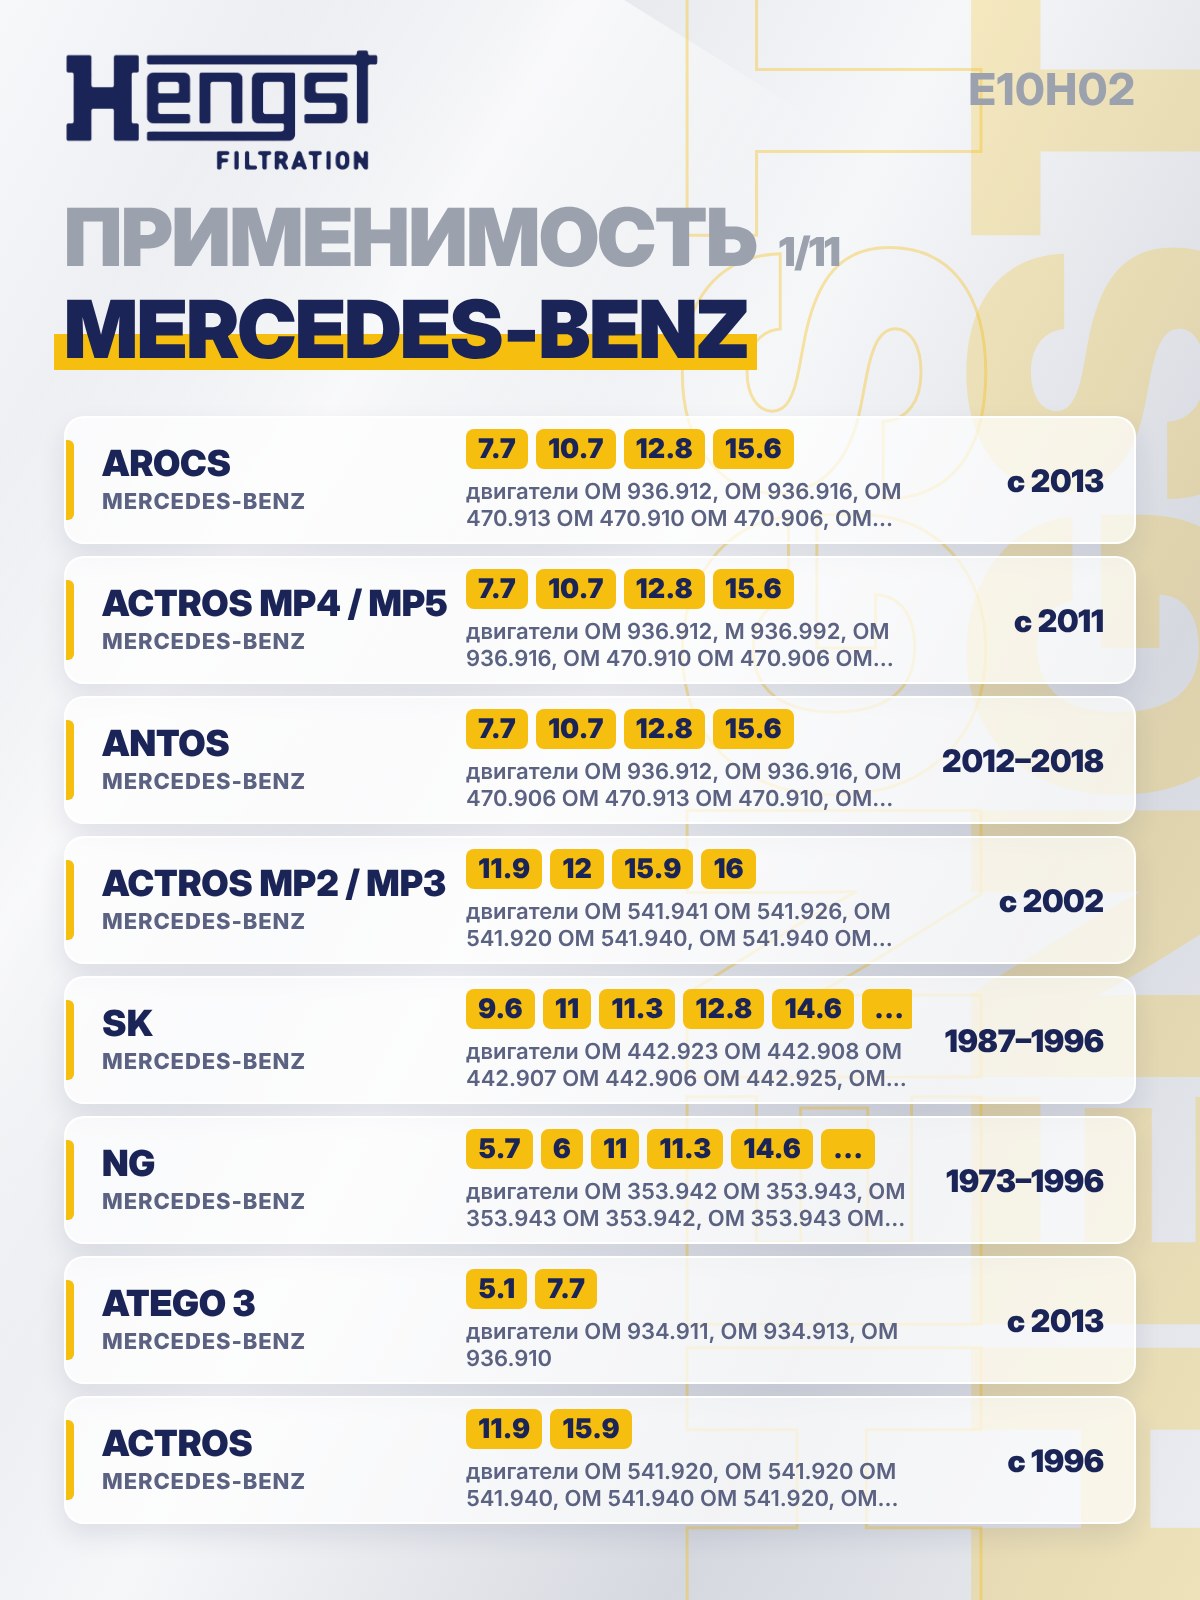 Hengst
FILTRATION
E10H02
ПРИМЕНИМОСТЬ 1/11
MERCEDES-BENZ
AROCS
MERCEDES-BENZ
7.7 10.7 12.8 15.6
двигатели OM 936.912, OM 936.916, OM
470.913 OM 470.910 OM 470.906, OM...
с 2013
ACTROS MP4 / MP5
MERCEDES-BENZ
7.7 10.7 12.8 15.6
двигатели OM 936.912, M 936.992, OM
936.916, OM 470.910 OM 470.906 OM...
с 2011
ANTOS
MERCEDES-BENZ
7.7 10.7 12.8 15.6
двигатели OM 936.912, OM 936.916, OM
470.906 OM 470.913 OM 470.910, OM...
2012–2018
ACTROS MP2 / MP3
MERCEDES-BENZ
11.9 12 15.9 16
двигатели OM 541.941 OM 541.926, OM
541.920 OM 541.940, OM 541.940 OM...
с 2002
SK
MERCEDES-BENZ
9.6 11 11.3 12.8 14.6 ...
двигатели OM 442.923 OM 442.908 OM
442.907 OM 442.906 OM 442.925, OM...
1987–1996
NG
MERCEDES-BENZ
5.7 6 11 11.3 14.6 ...
двигатели OM 353.942 OM 353.943, OM
353.943 OM 353.942, OM 353.943 OM...
1973–1996
ATEGO 3
MERCEDES-BENZ
5.1 7.7
двигатели OM 934.911, OM 934.913, OM
936.910
с 2013
ACTROS
MERCEDES-BENZ
11.9 15.9
двигатели OM 541.920, OM 541.920 OM
541.940, OM 541.940 OM 541.920, OM...
с 1996
HENGST
HENGST